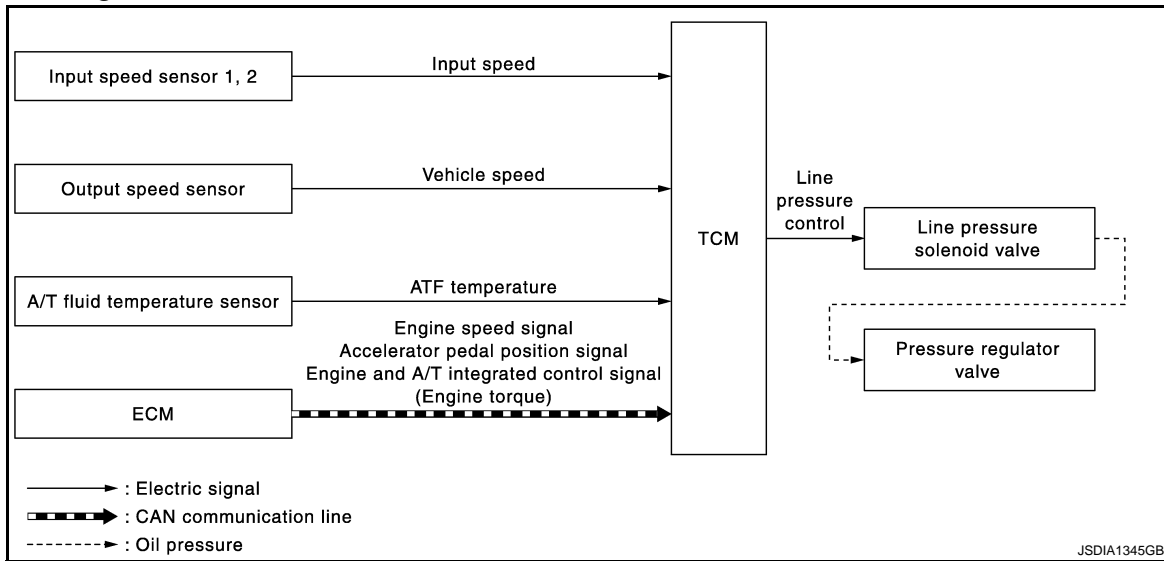 Input speed sensor 1, 2
Input speed
Output speed sensor
Vehicle speed
A/T fluid temperature sensor
ATF temperature
Engine speed signal
Accelerator pedal position signal
Engine and A/T integrated control signal
(Engine torque)
ECM
TCM
Line
pressure
control
Line pressure
solenoid valve
Pressure regulator
valve
: Electric signal
: CAN communication line
: Oil pressure
JSDIA1345GB